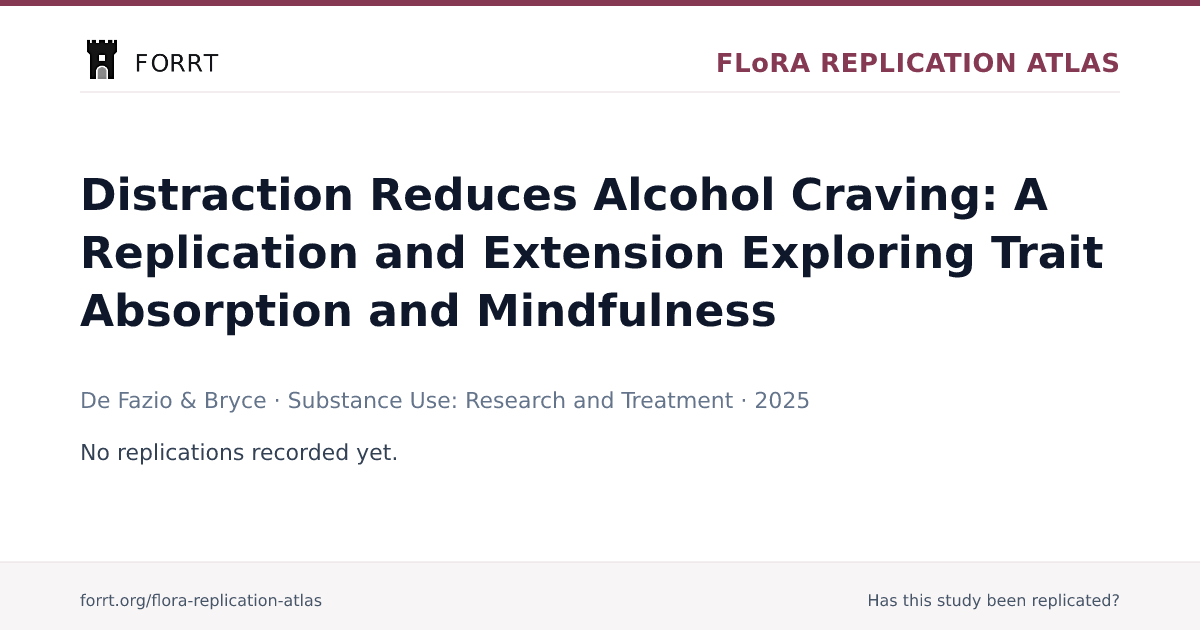 FORRT
FLoRA REPLICATION ATLAS
Distraction Reduces Alcohol Craving: A
Replication and Extension Exploring Trait
Absorption and Mindfulness
De Fazio & Bryce · Substance Use: Research and Treatment · 2025
No replications recorded yet.
forrt.org/flora-replication-atlas
Has this study been replicated?